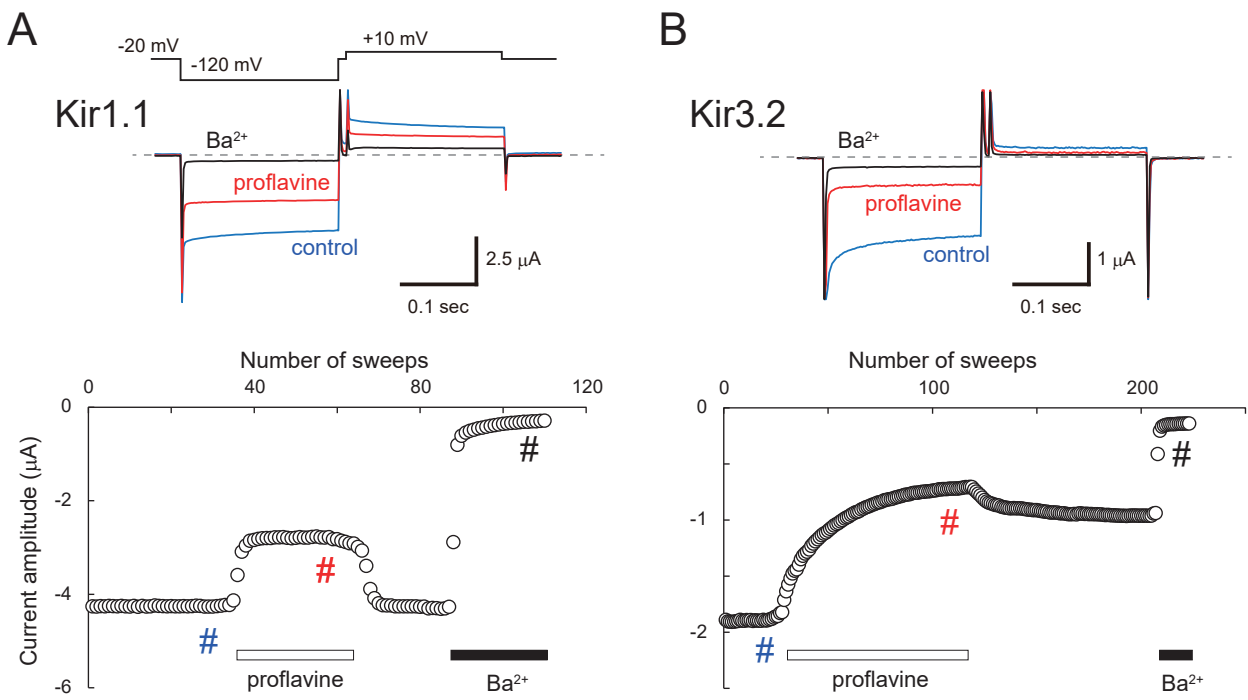 A
-20 mV
-120 mV
+10 mV
Kir1.1
Ba2+
proflavine
control
2.5 μA
0.1 sec
Number of sweeps
0 40 80 120
0
-2
-4
-6
Current amplitude (μA)
#
#
#
proflavine
Ba2+
B
Kir3.2
Ba2+
proflavine
control
1 μA
0.1 sec
Number of sweeps
0 100 200
0
-1
-2
#
#
#
proflavine
Ba2+